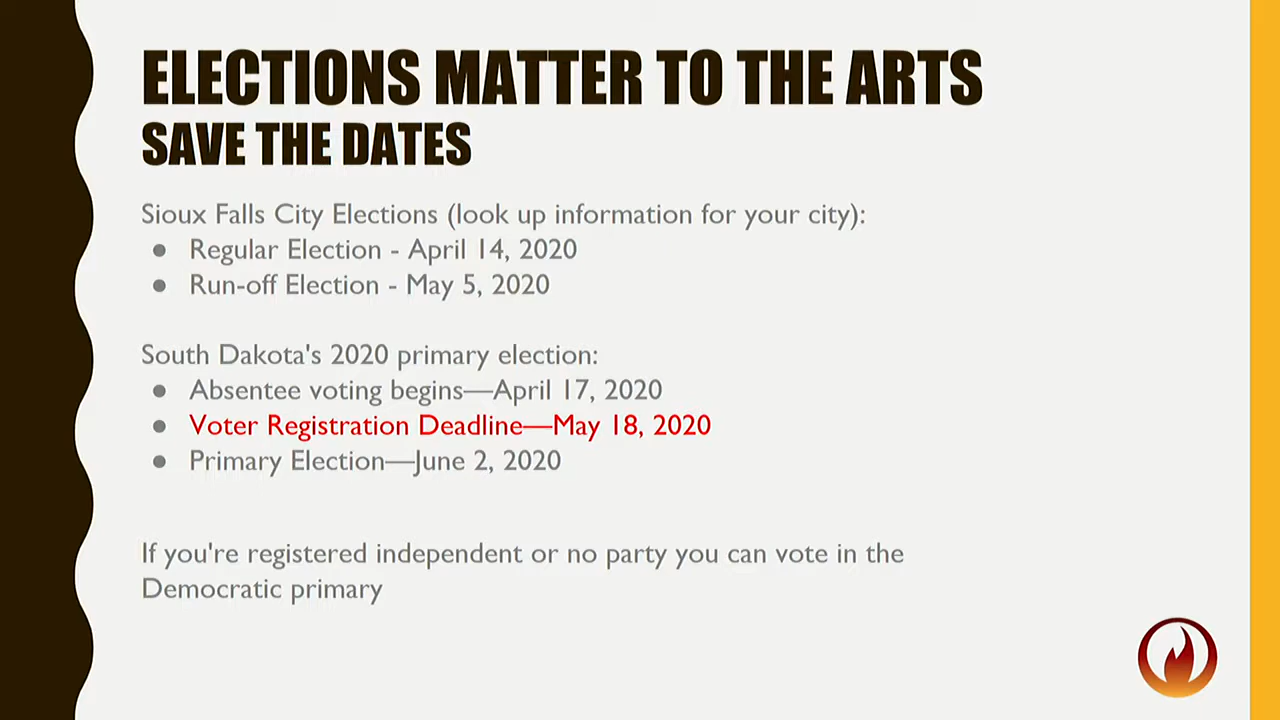 ELECTIONS MATTER TO THE ARTS
SAVE THE DATES
Sioux Falls City Elections (look up information for your city):
● Regular Election - April 14, 2020
● Run-off Election - May 5, 2020
South Dakota's 2020 primary election:
● Absentee voting begins—April 17, 2020
● Voter Registration Deadline—May 18, 2020
● Primary Election—June 2, 2020
If you're registered independent or no party you can vote in the
Democratic primary